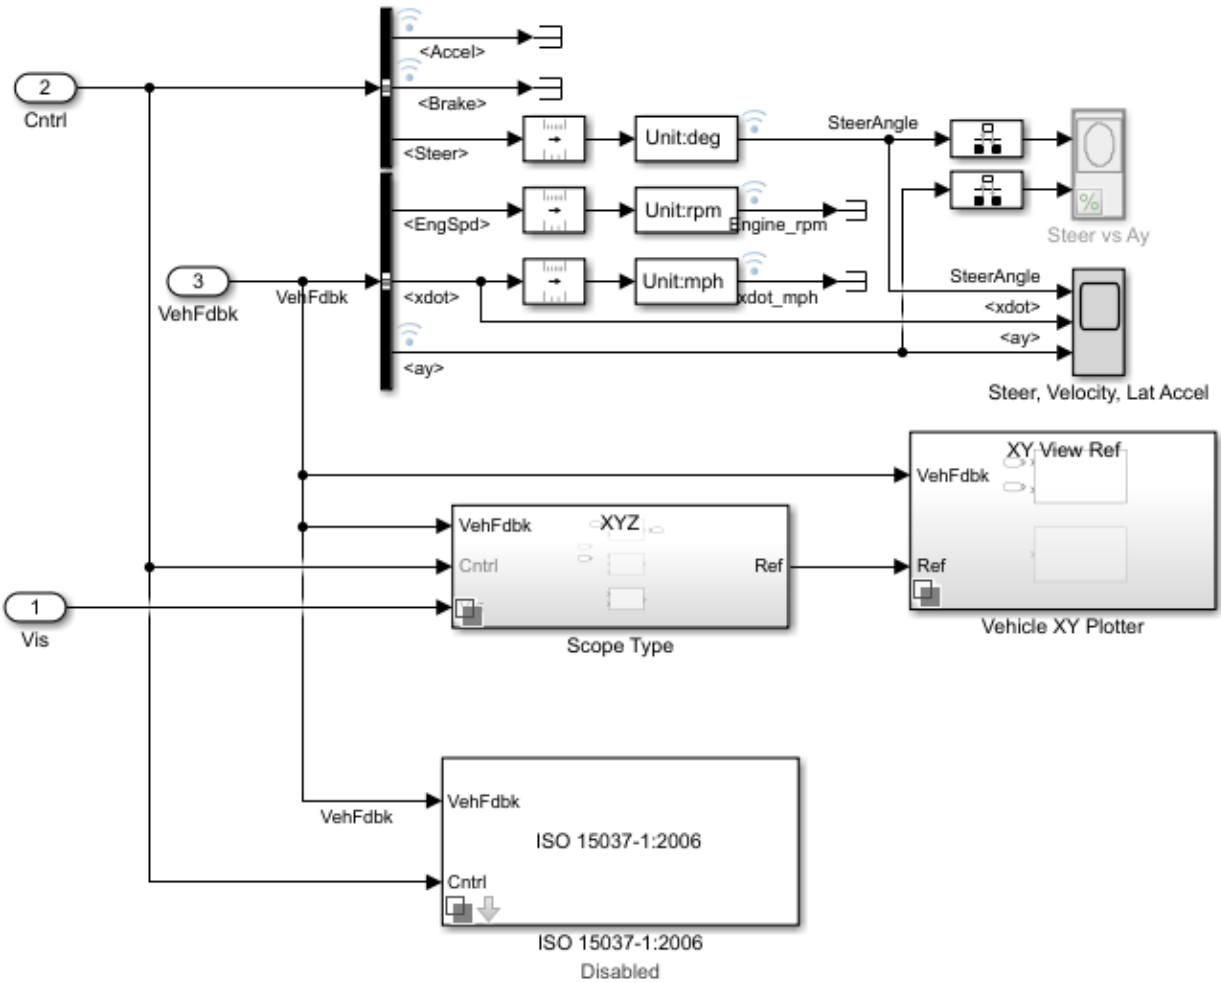 <Accel>
2
Cntrl
<Brake>
<Steer>
Unit:deg
SteerAngle
%
Steer vs Ay
<EngSpd>
Unit:rpm
Engine_rpm
3
VehFdbk
VehFdbk
<xdot>
Unit:mph
xdot_mph
SteerAngle
<xdot>
<ay>
<ay>
Steer, Velocity, Lat Accel
XY View Ref
VehFdbk
Ref
Vehicle XY Plotter
VehFdbk
XYZ
Cntrl
Ref
Scope Type
1
Vis
VehFdbk
VehFdbk
ISO 15037-1:2006
Cntrl
ISO 15037-1:2006
Disabled